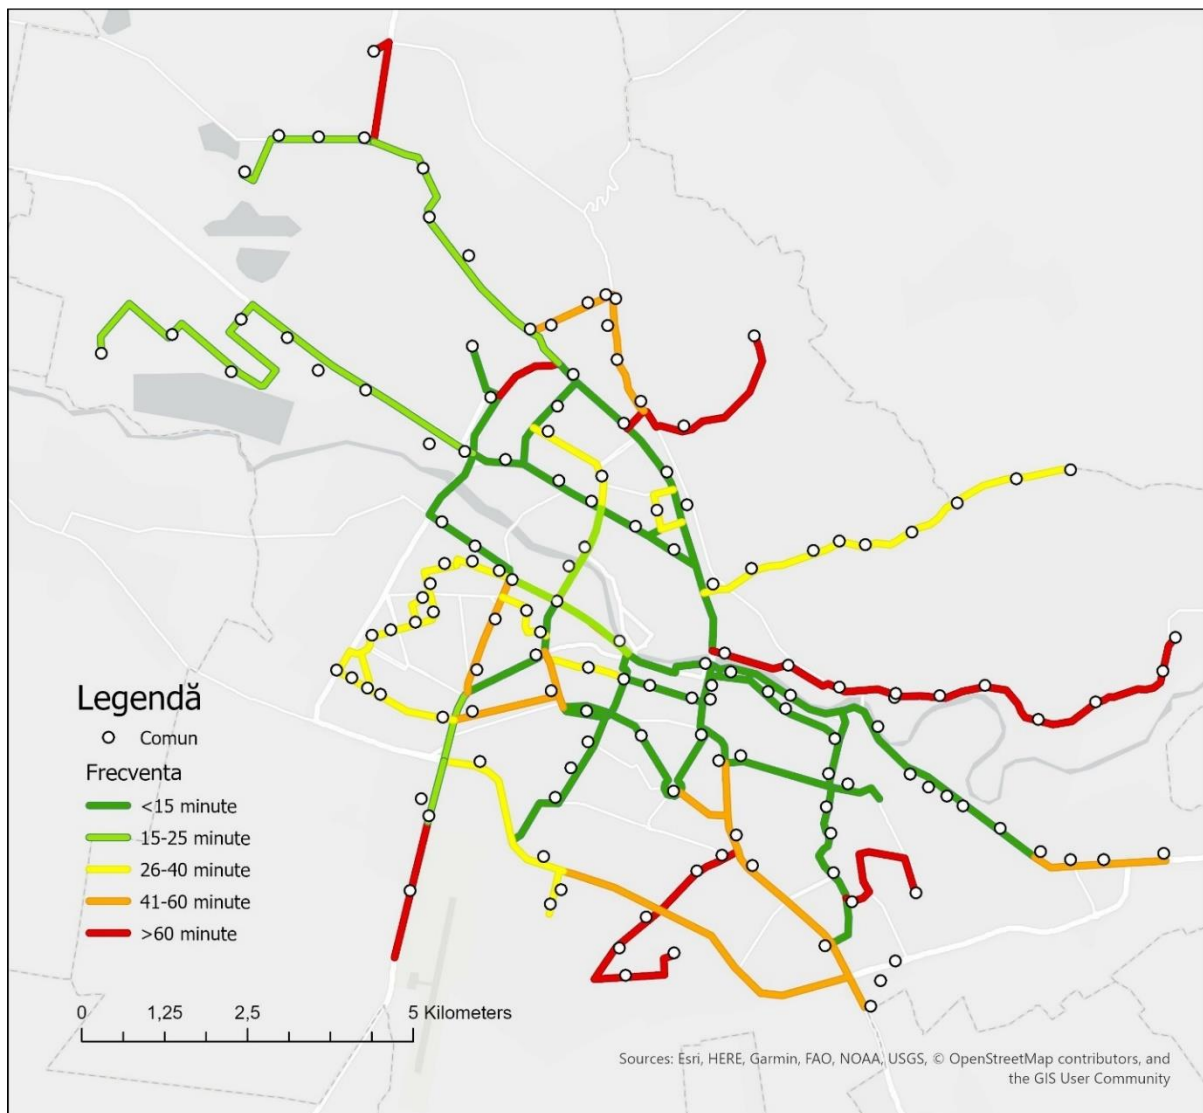 Legendă
Comun
Frecventa
<15 minute
15-25 minute
26-40 minute
41-60 minute
>60 minute
0 1,25 2,5 5 Kilometers
Sources: Esri, HERE, Garmin, FAO, NOAA, USGS, © OpenStreetMap contributors, and
the GIS User Community